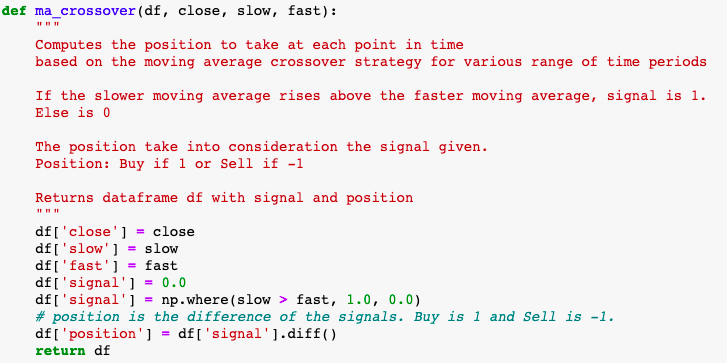 def ma_crossover(df, close, slow, fast):
    """
    Computes the position to take at each point in time
    based on the moving average crossover strategy for various range of time periods

    If the slower moving average rises above the faster moving average, signal is 1.
    Else is 0

    The position take into consideration the signal given.
    Position: Buy if 1 or Sell if -1

    Returns dataframe df with signal and position
    """
    df['close'] = close
    df['slow'] = slow
    df['fast'] = fast
    df['signal'] = 0.0
    df['signal'] = np.where(slow > fast, 1.0, 0.0)
    # position is the difference of the signals. Buy is 1 and Sell is -1.
    df['position'] = df['signal'].diff()
    return df